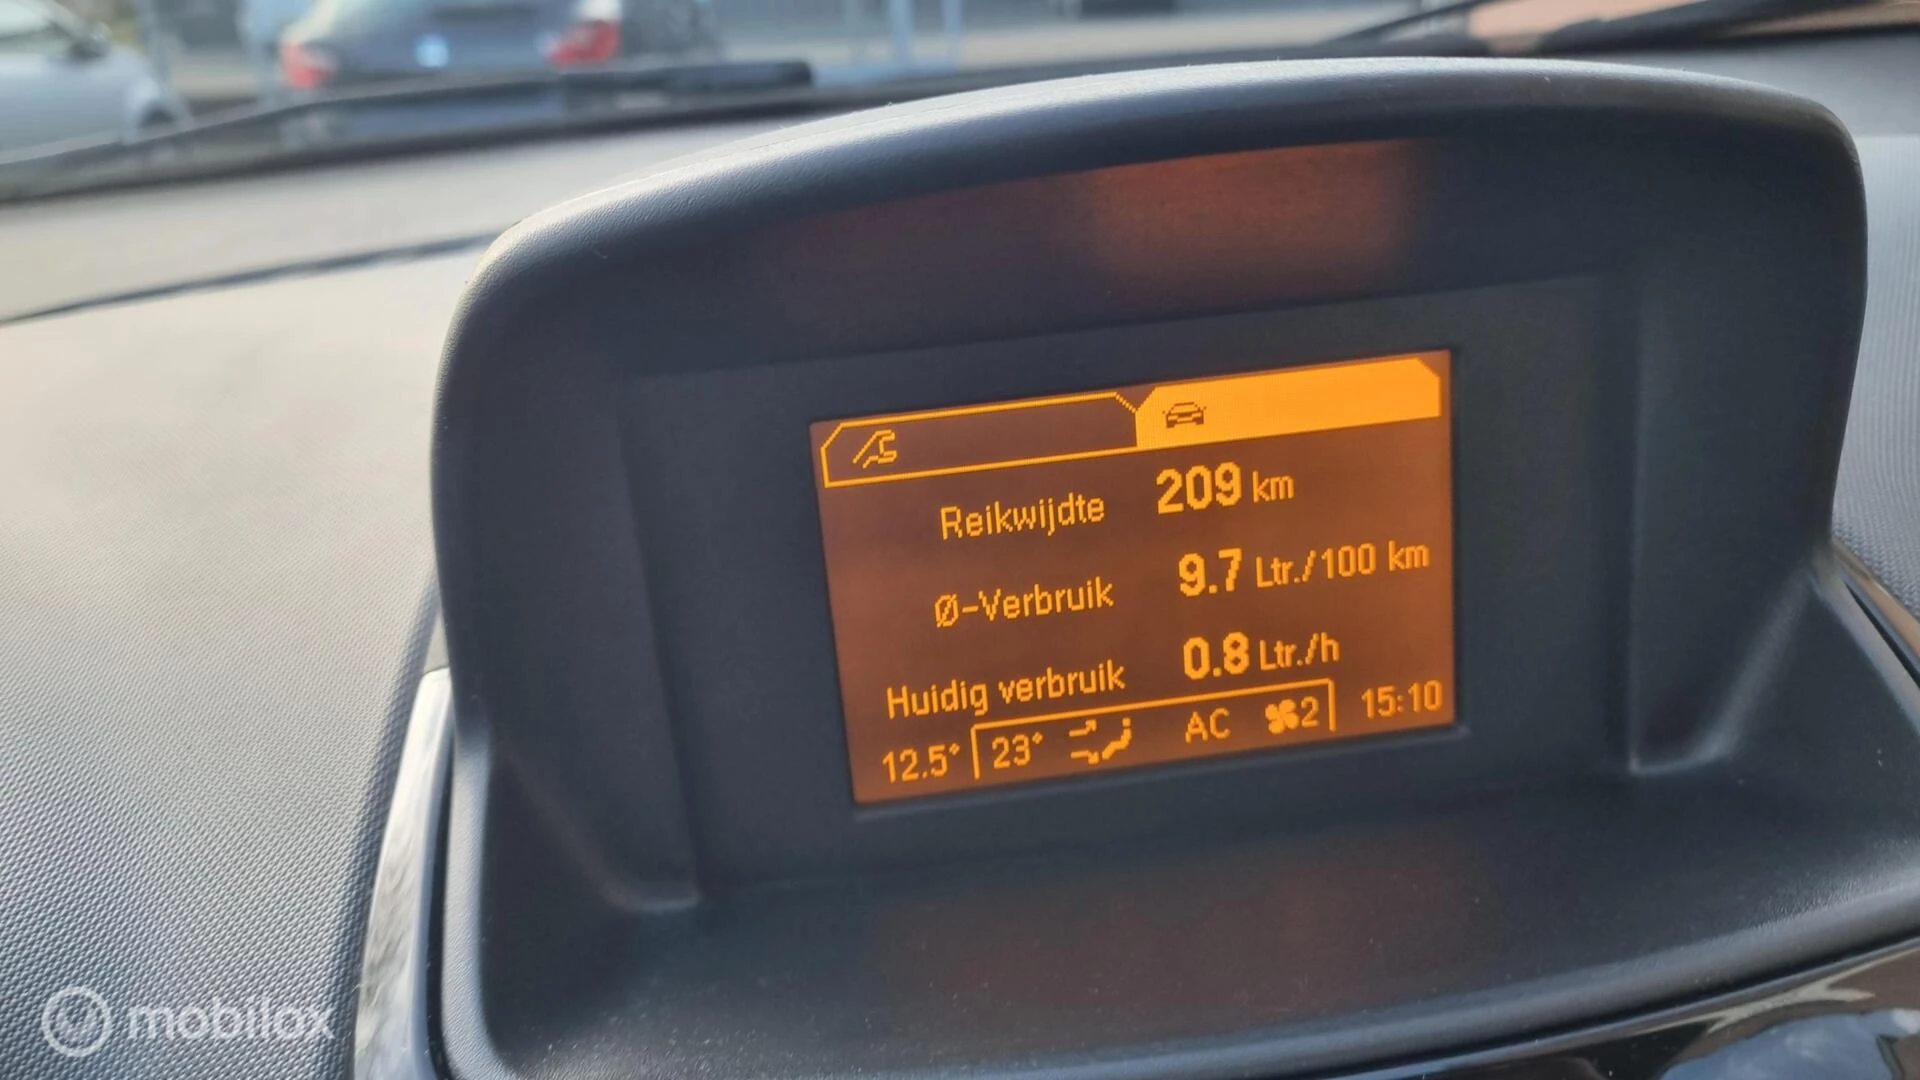 Reikwijdte 209 km
Ø-Verbruik 9.7 Ltr./100 km
Huidig verbruik 0.8 Ltr./h
12.5° 23° AC 2 15:10
mobilox